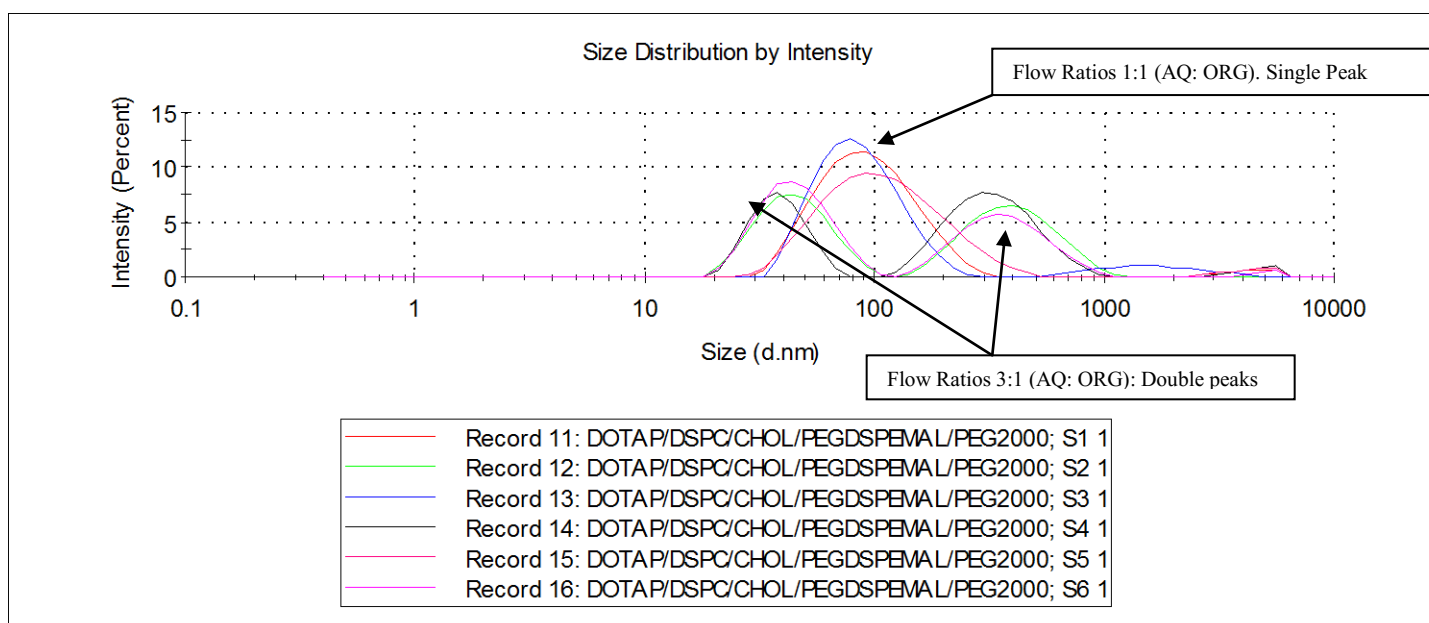 Size Distribution by Intensity
Flow Ratios 1:1 (AQ: ORG). Single Peak
Intensity (Percent)
15
10
5
0
0.1 1 10 100 1000 10000
Size (d.nm)
Flow Ratios 3:1 (AQ: ORG): Double peaks
Record 11: DOTAP/DSPC/CHOL/PEGDSPEMAL/PEG2000; S1 1
Record 12: DOTAP/DSPC/CHOL/PEGDSPEMAL/PEG2000; S2 1
Record 13: DOTAP/DSPC/CHOL/PEGDSPEMAL/PEG2000; S3 1
Record 14: DOTAP/DSPC/CHOL/PEGDSPEMAL/PEG2000; S4 1
Record 15: DOTAP/DSPC/CHOL/PEGDSPEMAL/PEG2000; S5 1
Record 16: DOTAP/DSPC/CHOL/PEGDSPEMAL/PEG2000; S6 1